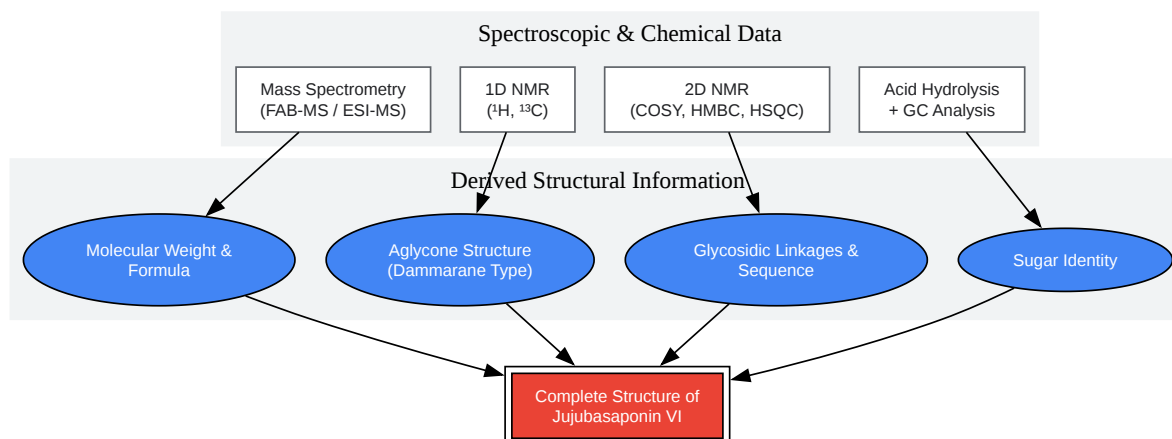 Spectroscopic & Chemical Data
Mass Spectrometry
(FAB-MS / ESI-MS)
1D NMR
(¹H, ¹³C)
2D NMR
(COSY, HMBC, HSQC)
Acid Hydrolysis
+ GC Analysis
Derived Structural Information
Molecular Weight &
Formula
Aglycone Structure
(Dammarane Type)
Glycosidic Linkages &
Sequence
Sugar Identity
Complete Structure of
Jujubasaponin VI